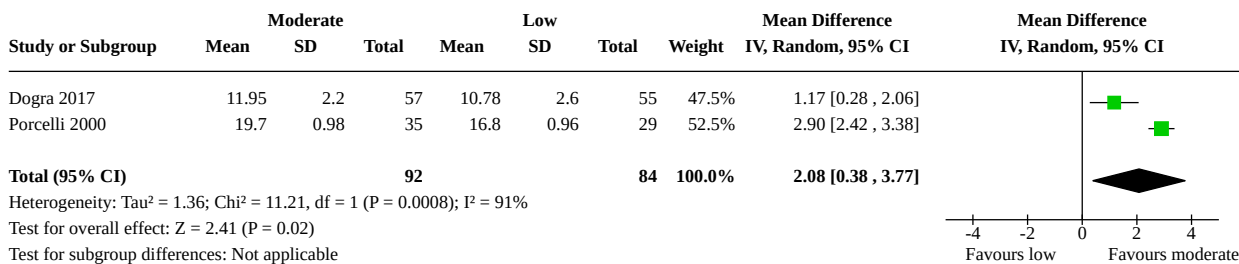 Moderate Low Mean Difference Mean Difference
Study or Subgroup Mean SD Total Mean SD Total Weight IV, Random, 95% CI IV, Random, 95% CI
Dogra 2017 11.95 2.2 57 10.78 2.6 55 47.5% 1.17 [0.28 , 2.06]
Porcelli 2000 19.7 0.98 35 16.8 0.96 29 52.5% 2.90 [2.42 , 3.38]
Total (95% CI) 92 84 100.0% 2.08 [0.38 , 3.77]
Heterogeneity: Tau² = 1.36; Chi² = 11.21, df = 1 (P = 0.0008); I² = 91%
Test for overall effect: Z = 2.41 (P = 0.02)
-4 -2 0 2 4
Test for subgroup differences: Not applicable
Favours low Favours moderate